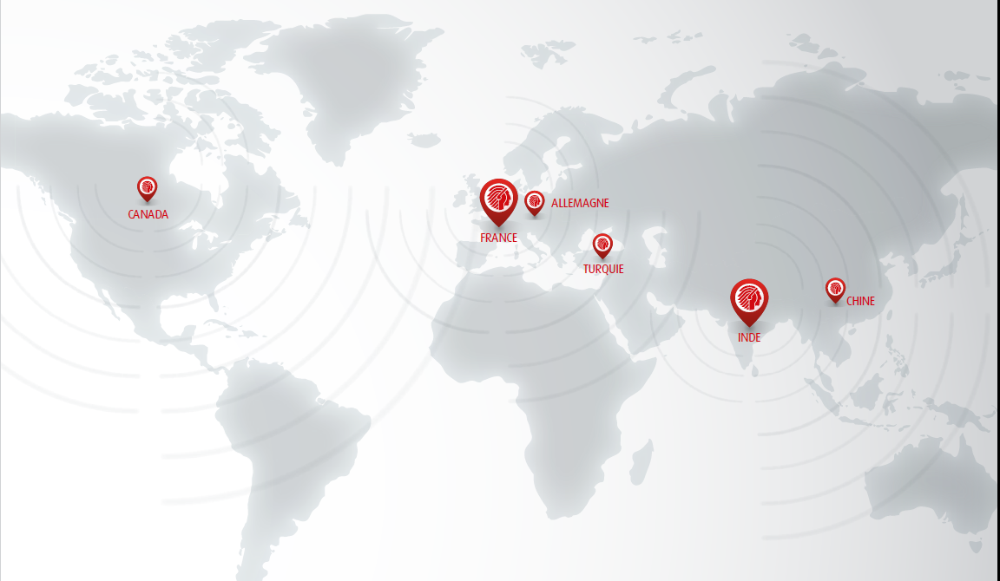 CANADA
FRANCE
ALLEMAGNE
TURQUIE
INDE
CHINE